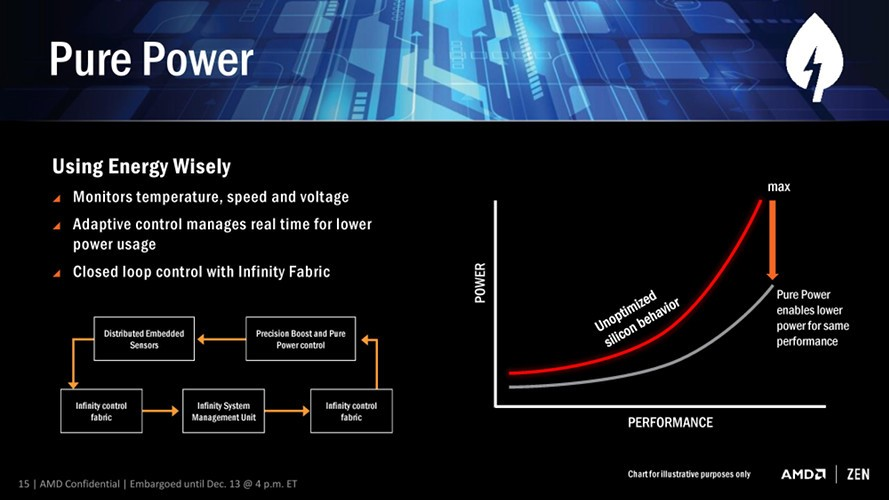 Pure Power
Using Energy Wisely
Monitors temperature, speed and voltage
Adaptive control manages real time for lower
power usage
Closed loop control with Infinity Fabric
Distributed Embedded
Sensors
Precision Boost and Pure
Power control
Infinity control
fabric
Infinity System
Management Unit
Infinity control
fabric
max
POWER
Unoptimized
silicon behavior
Pure Power
enables lower
power for same
performance
PERFORMANCE
Chart for illustrative purposes only
15 | AMD Confidential | Embargoed until Dec. 13 @ 4 p.m. ET
AMD | ZEN